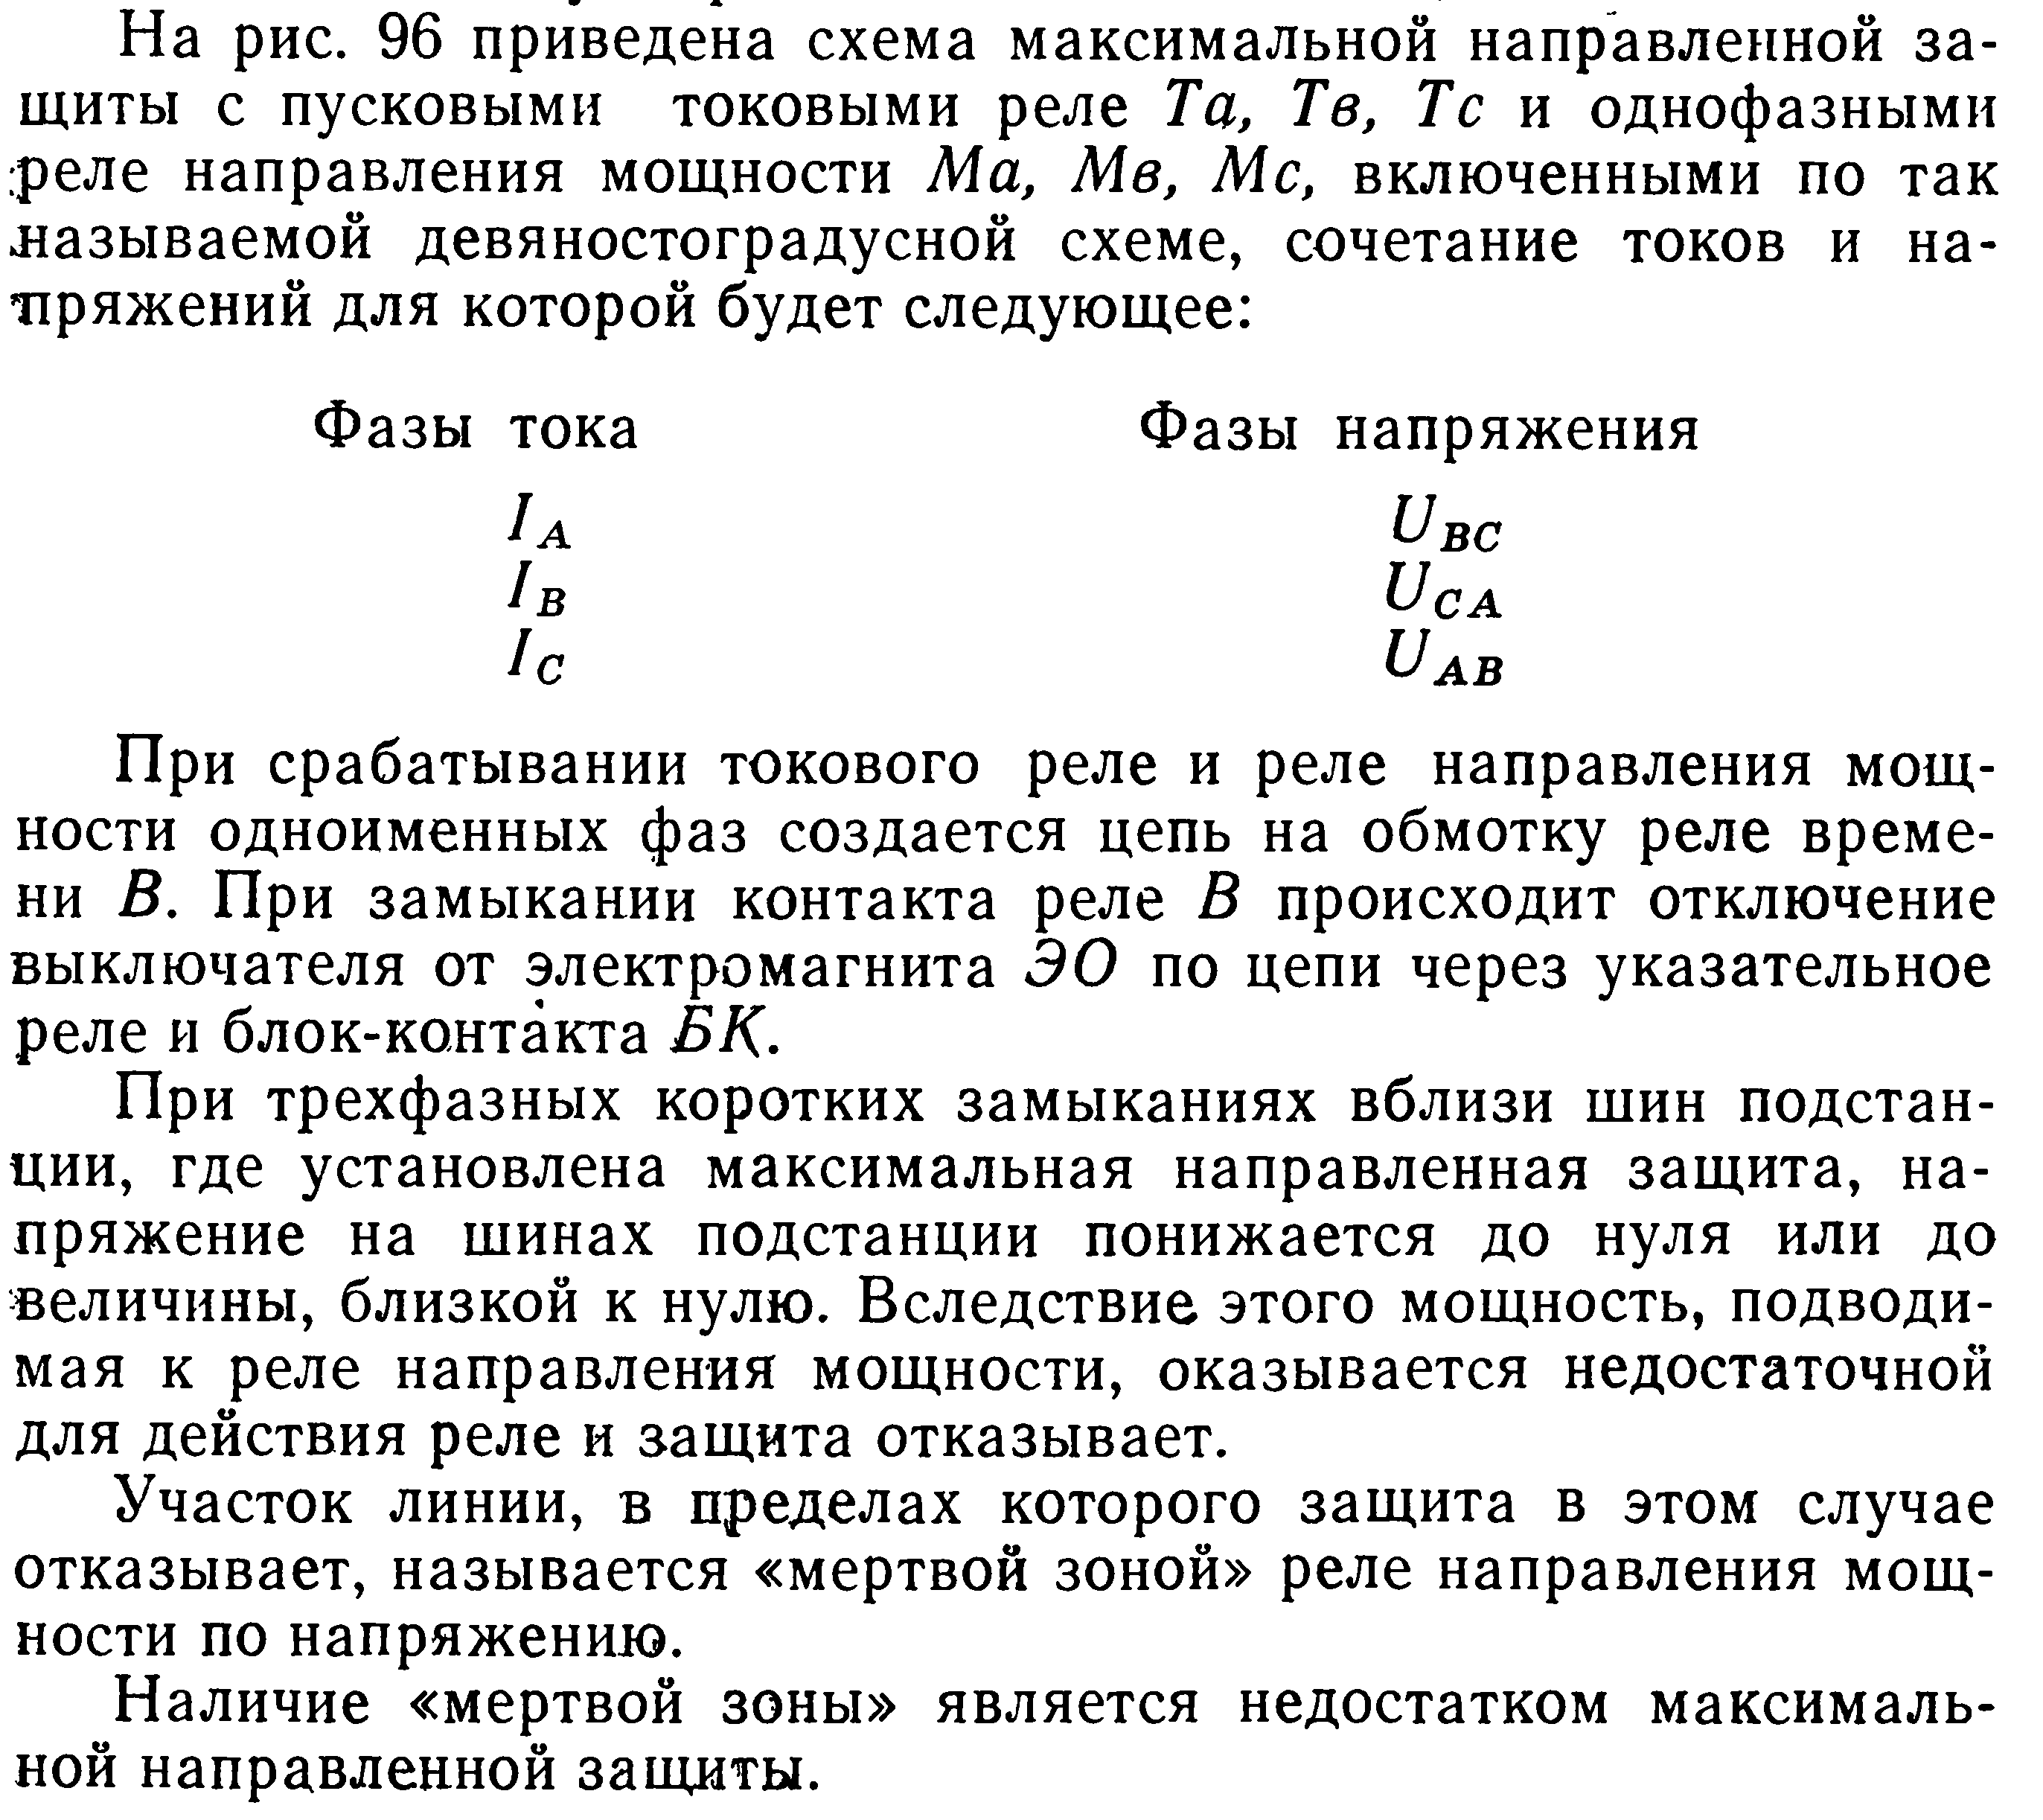 На рис. 96 приведена схема максимальной направленной за-
щиты с пусковыми токовыми реле Та, Тв, Тс и однофазными
реле направления мощности Ма, Мв, Мс, включенными по так
называемой девяностоградусной схеме, сочетание токов и на-
пряжений для которой будет следующее:
Фазы тока Фазы напряжения
I_A U_BC
I_B U_CA
I_C U_AB
При срабатывании токового реле и реле направления мощ-
ности одноименных фаз создается цепь на обмотку реле време-
ни В. При замыкании контакта реле В происходит отключение
выключателя от электромагнита ЭО по цепи через указательное
реле и блок-контакта БК.
При трехфазных коротких замыканиях вблизи шин подстан-
ции, где установлена максимальная направленная защита, на-
пряжение на шинах подстанции понижается до нуля или до
величины, близкой к нулю. Вследствие этого мощность, подводи-
мая к реле направления мощности, оказывается недостаточной
для действия реле и защита отказывает.
Участок линии, в пределах которого защита в этом случае
отказывает, называется «мертвой зоной» реле направления мощ-
ности по напряжению.
Наличие «мертвой зоны» является недостатком максималь-
ной направленной защиты.